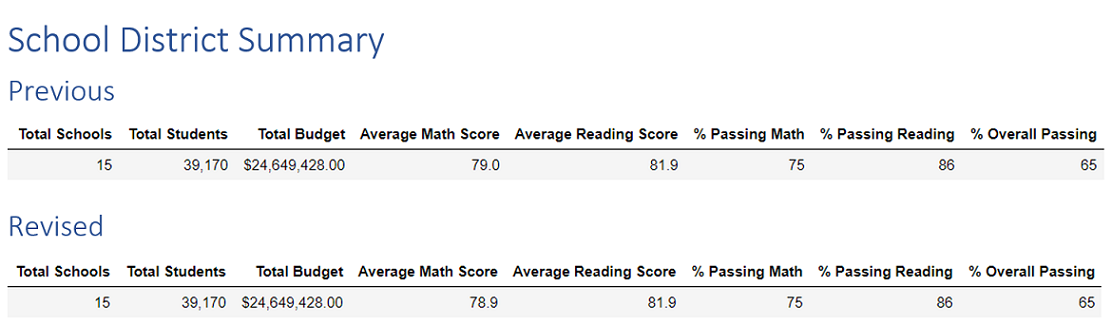 School District Summary
Previous
Total Schools Total Students Total Budget Average Math Score Average Reading Score % Passing Math % Passing Reading % Overall Passing
15 39,170 $24,649,428.00 79.0 81.9 75 86 65
Revised
Total Schools Total Students Total Budget Average Math Score Average Reading Score % Passing Math % Passing Reading % Overall Passing
15 39,170 $24,649,428.00 78.9 81.9 75 86 65